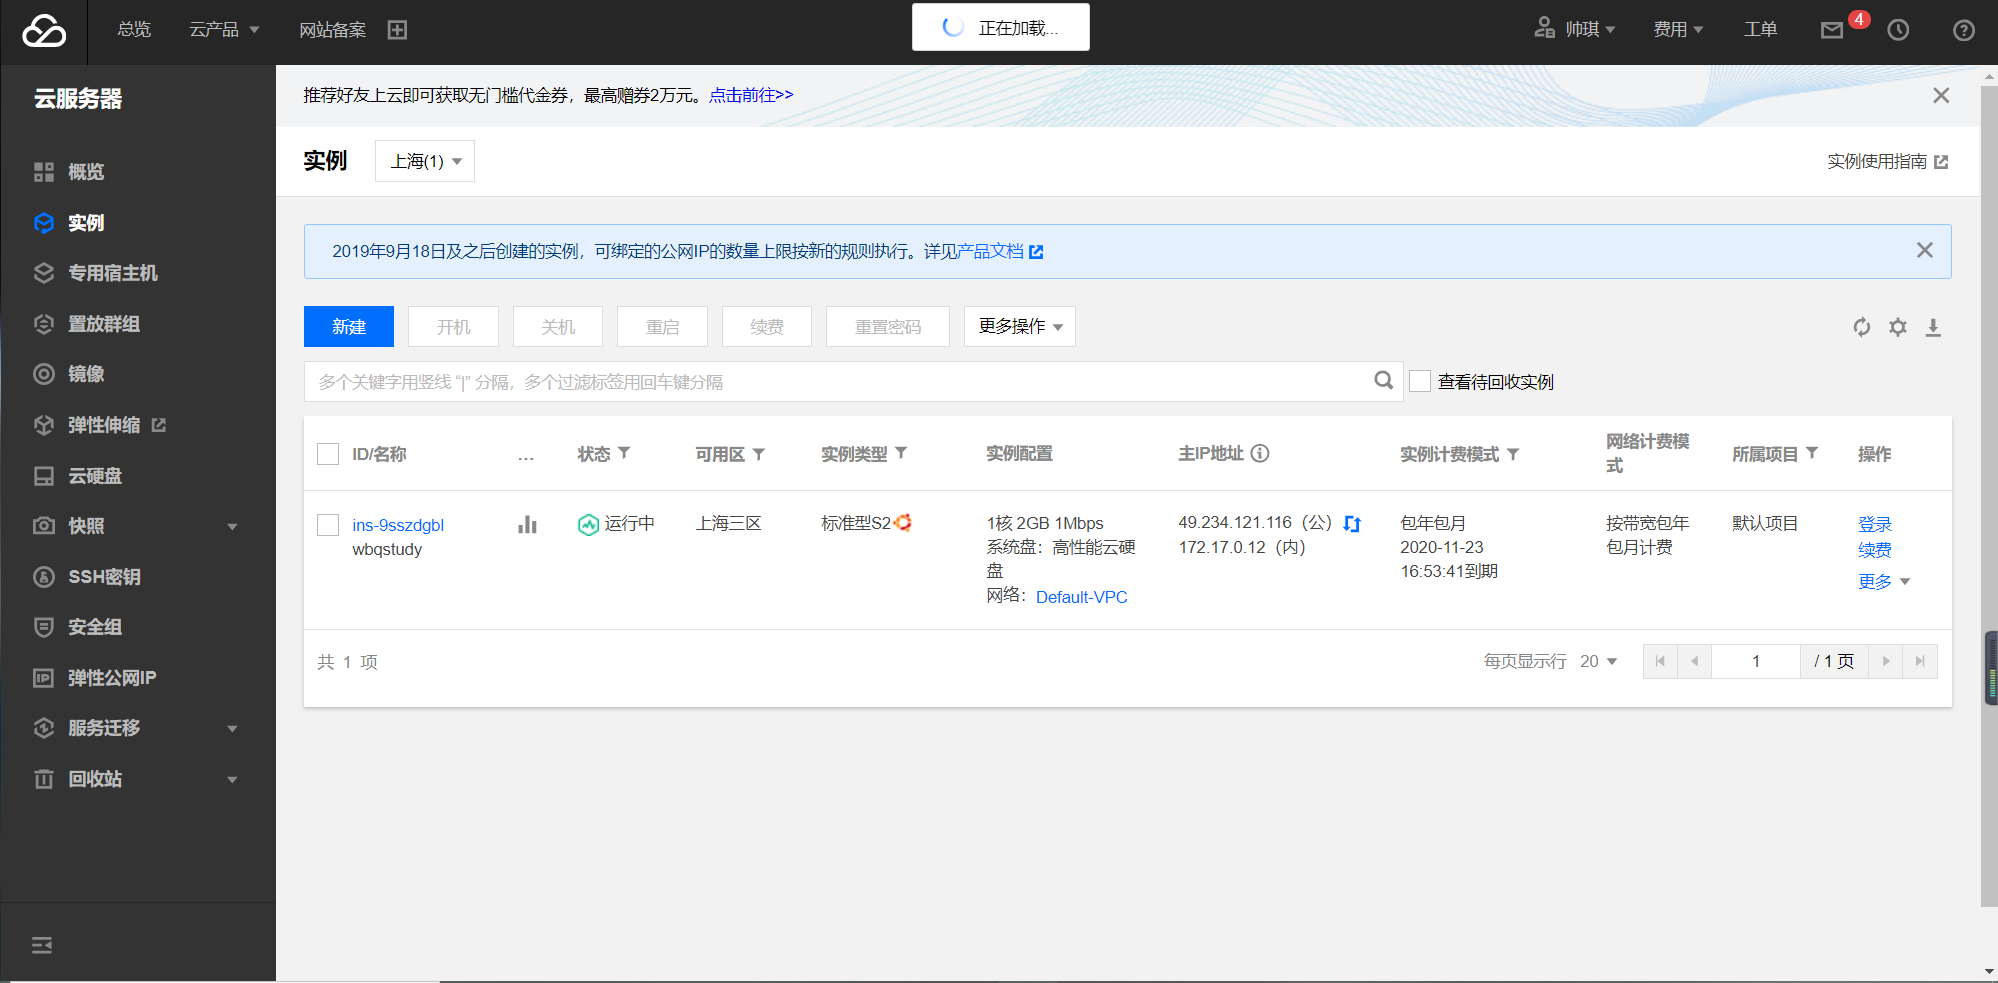 总览
云产品
网站备案
正在加载...
帅琪
费用
工单
4
云服务器
概览
实例
专用宿主机
置放群组
镜像
弹性伸缩
云硬盘
快照
SSH密钥
安全组
弹性公网IP
服务迁移
回收站
推荐好友上云即可获取无门槛代金券，最高赠券2万元。点击前往>>
实例
上海(1)
实例使用指南
2019年9月18日及之后创建的实例，可绑定的公网IP的数量上限按新的规则执行。详见产品文档
新建
开机
关机
重启
续费
重置密码
更多操作
多个关键字用竖线 “|” 分隔，多个过滤标签用回车键分隔
查看待回收实例
ID/名称
...
状态
可用区
实例类型
实例配置
主IP地址
实例计费模式
网络计费模
式
所属项目
操作
ins-9sszdgbl
wbqstudy
运行中
上海三区
标准型S2
1核 2GB 1Mbps
系统盘：高性能云硬
盘
网络：Default-VPC
49.234.121.116（公）
172.17.0.12（内）
包年包月
2020-11-23
16:53:41到期
按带宽包年
包月计费
默认项目
登录
续费
更多
共 1 项
每页显示行 20
1
/ 1 页